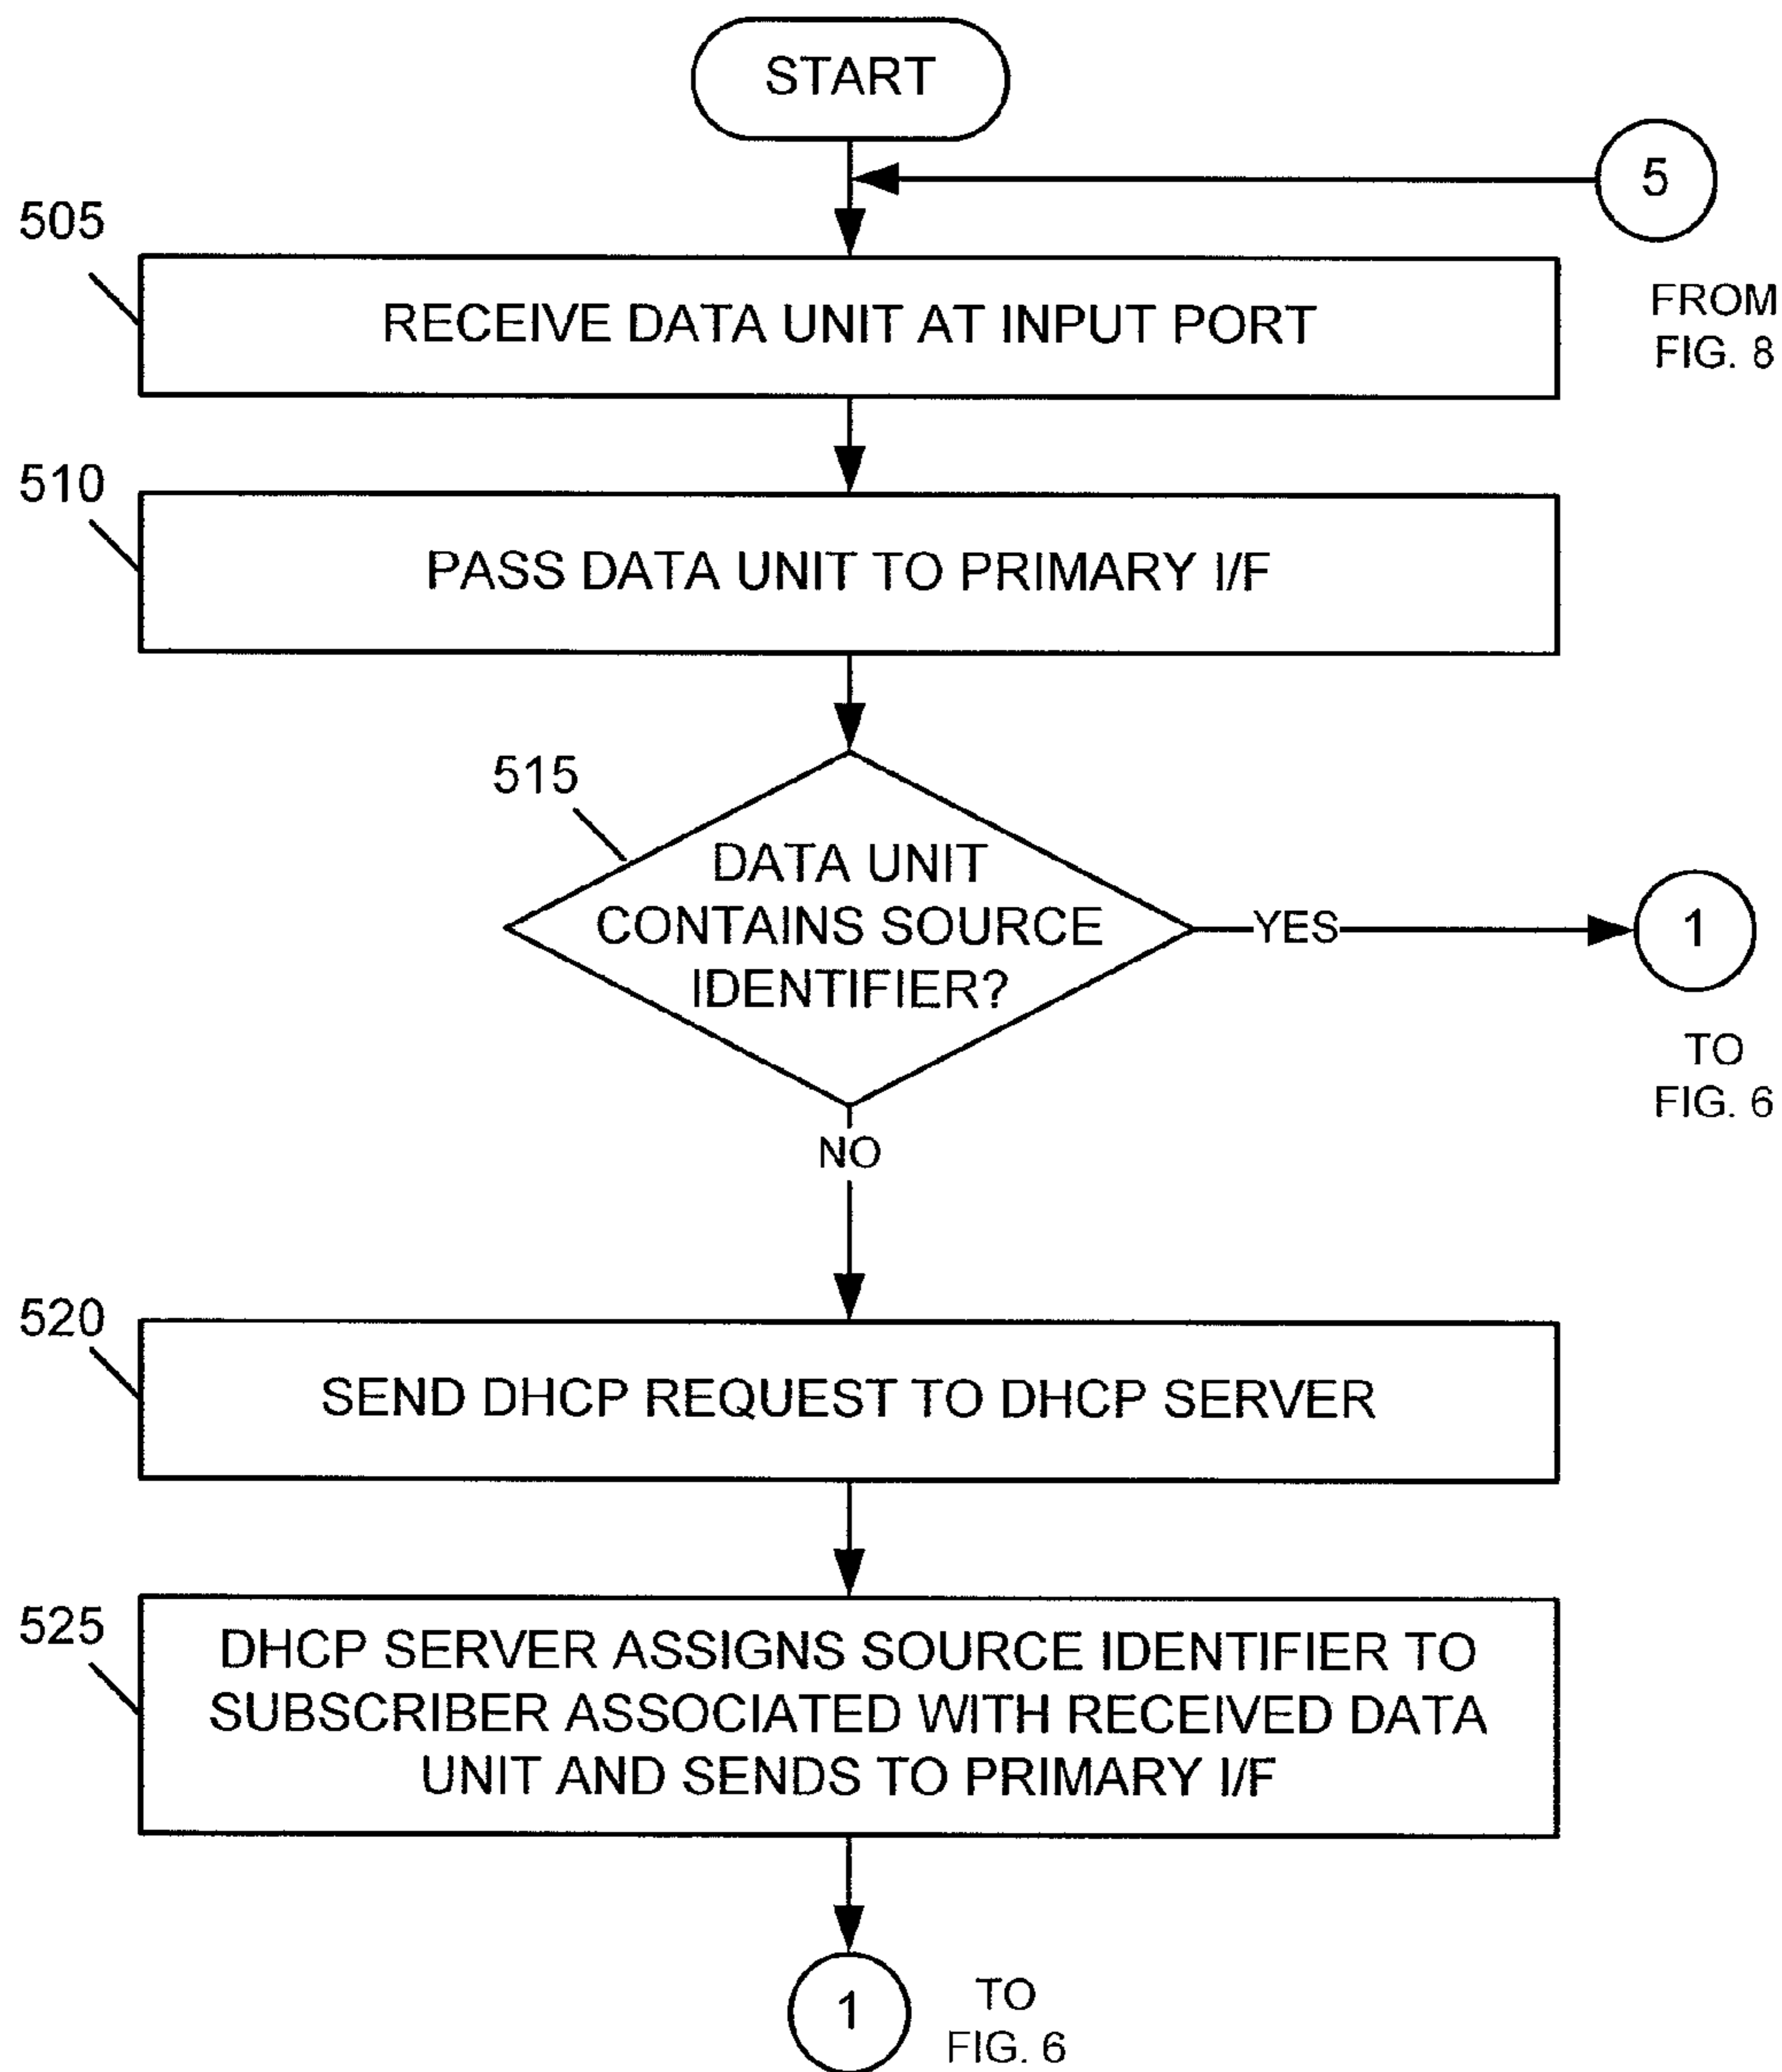 START
5
FROM
FIG. 8
505
RECEIVE DATA UNIT AT INPUT PORT
510
PASS DATA UNIT TO PRIMARY I/F
515
DATA UNIT
CONTAINS SOURCE
IDENTIFIER?
YES
1
TO
FIG. 6
NO
520
SEND DHCP REQUEST TO DHCP SERVER
525
DHCP SERVER ASSIGNS SOURCE IDENTIFIER TO
SUBSCRIBER ASSOCIATED WITH RECEIVED DATA
UNIT AND SENDS TO PRIMARY I/F
1
TO
FIG. 6